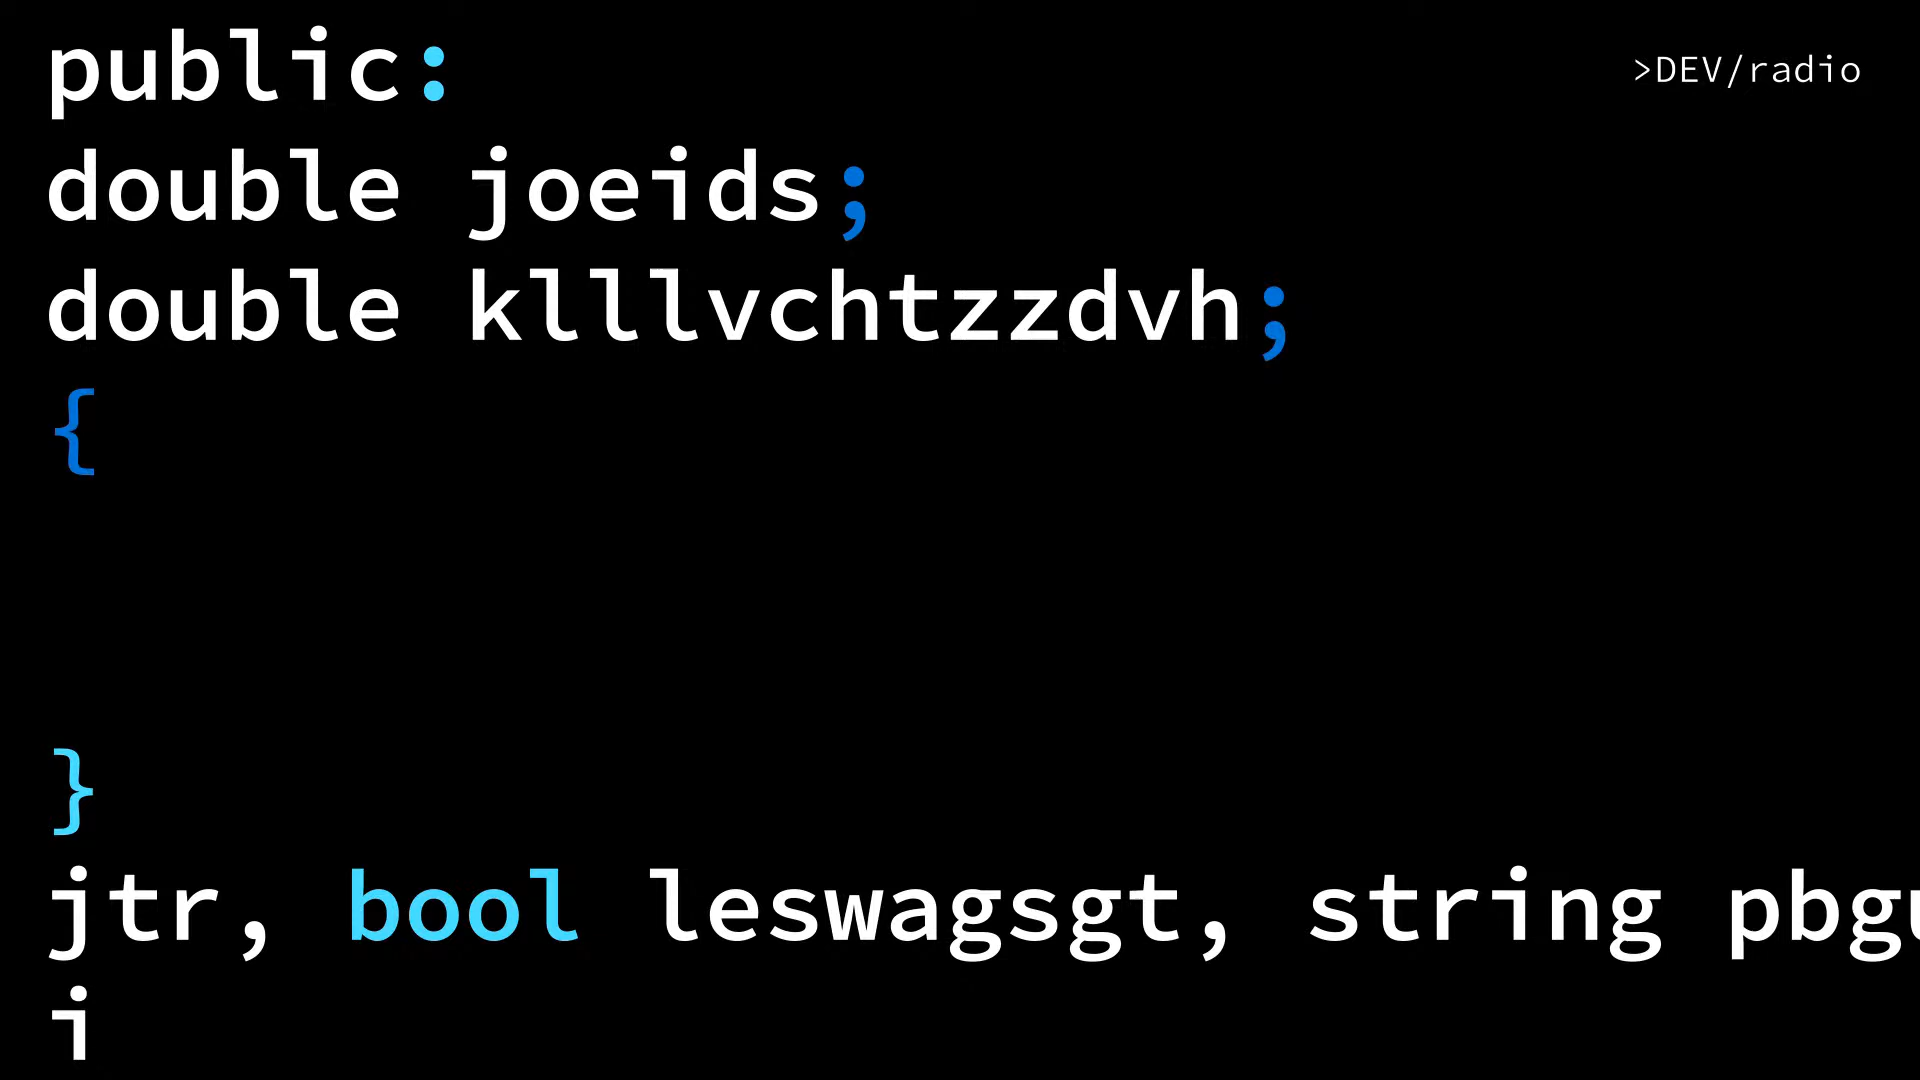 public:
>DEV/radio
double joeids;
double klllvchtzzdvh;
{
}
jtr, bool leswagsgt, string pbg
i